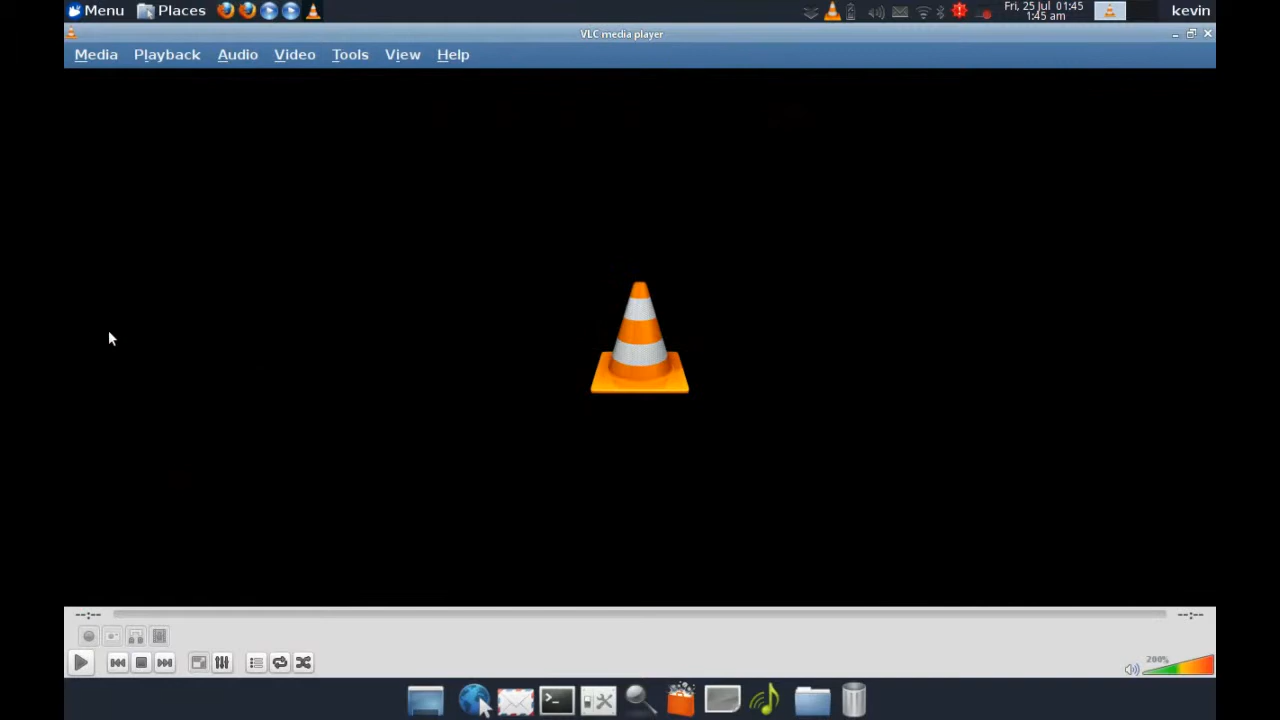 Menu Places Fri, 25 Jul 01:45 kevin
1:45 am
VLC media player
Media Playback Audio Video Tools View Help
--:-- --:--
200%